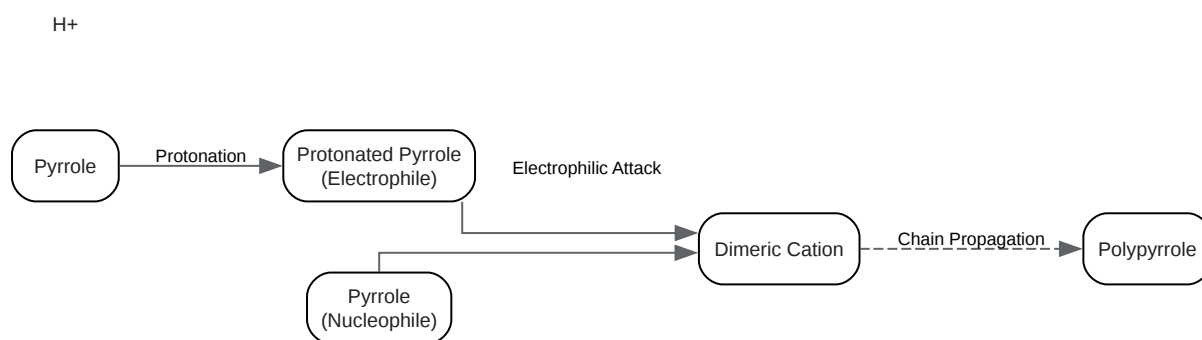 H+
Pyrrole
Protonation
Protonated Pyrrole
(Electrophile)
Electrophilic Attack
Pyrrole
(Nucleophile)
Dimeric Cation
Chain Propagation
Polypyrrole